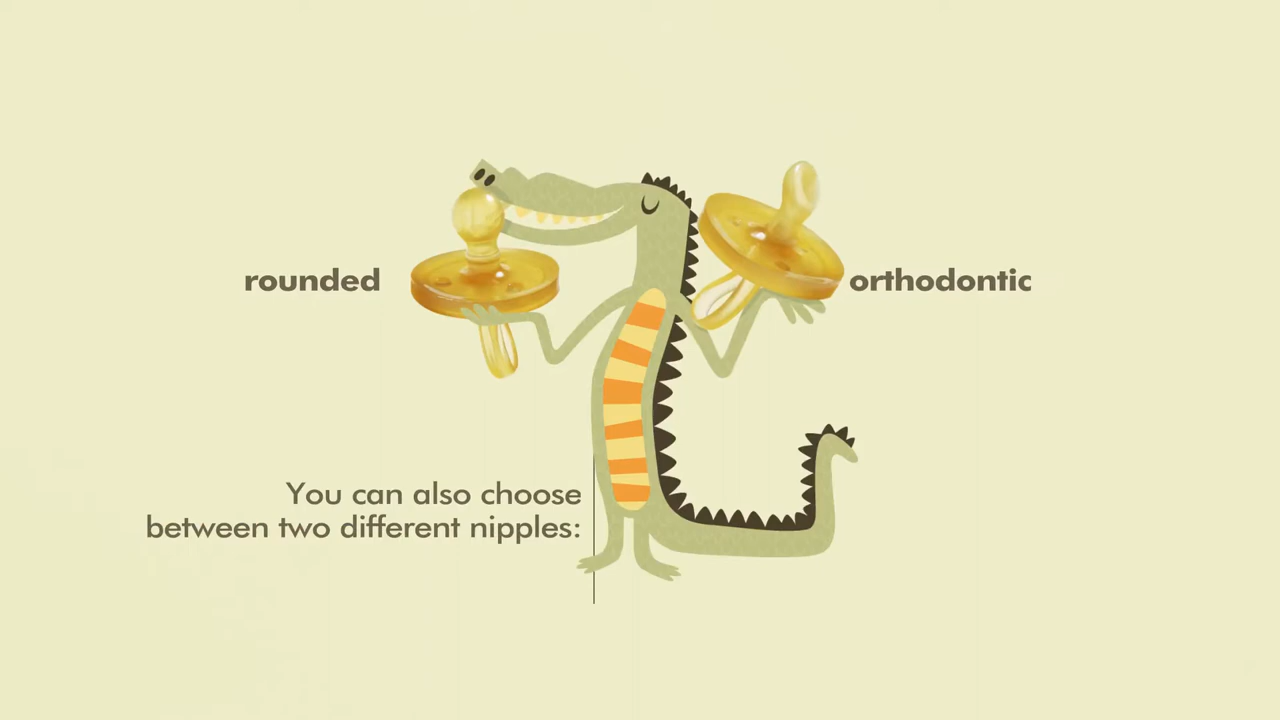 rounded
orthodontic
You can also choose
between two different nipples: